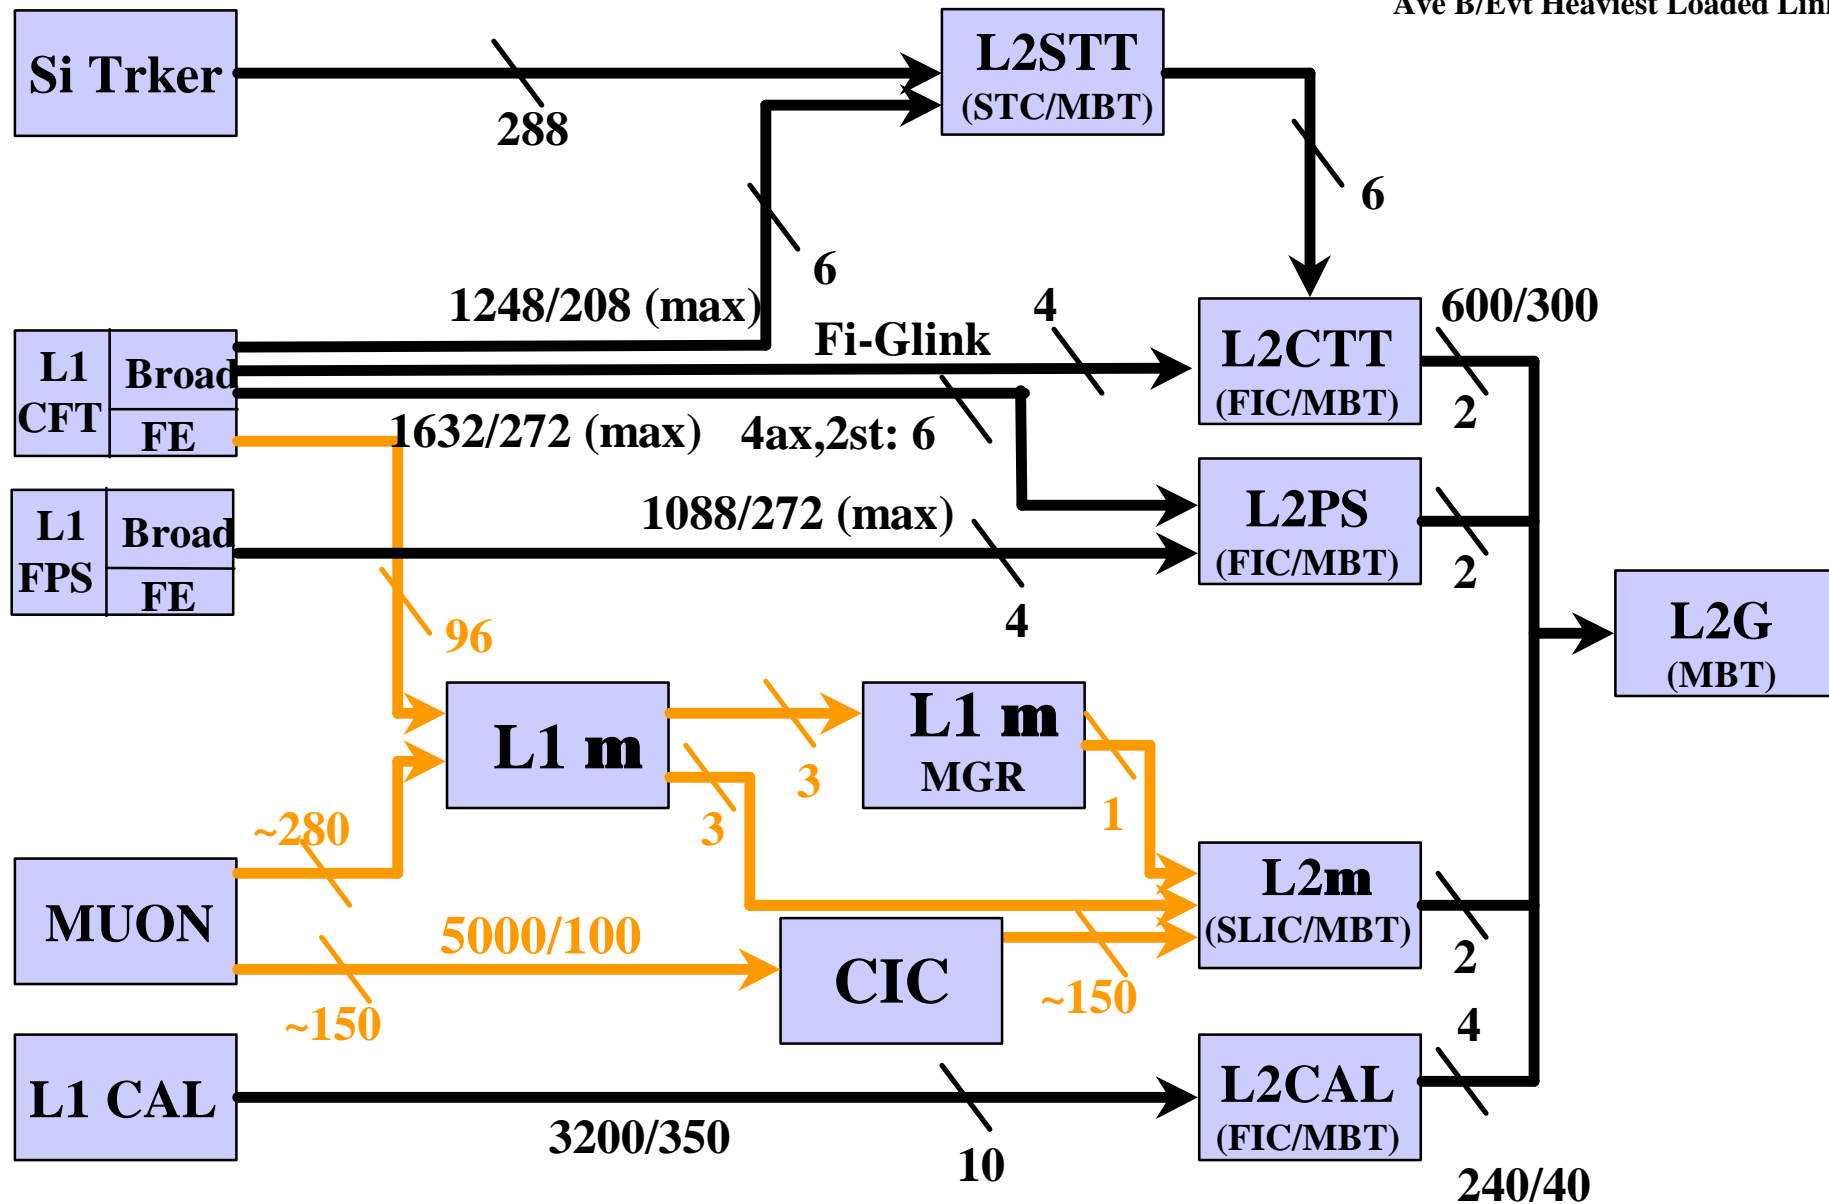 Ave B/Evt Heaviest Loaded Link
Si Trker
288
L2STT
(STC/MBT)
6
6
1248/208 (max)
4
Fi-Glink
600/300
L1
CFT
Broad
FE
L2CTT
(FIC/MBT)
2
1632/272 (max)
4ax,2st: 6
L1
FPS
Broad
FE
1088/272 (max)
4
L2PS
(FIC/MBT)
2
96
L2G
(MBT)
L1 m
3
3
L1 m
MGR
1
~280
MUON
5000/100
~150
CIC
~150
L2m
(SLIC/MBT)
2
4
L1 CAL
3200/350
10
L2CAL
(FIC/MBT)
240/40